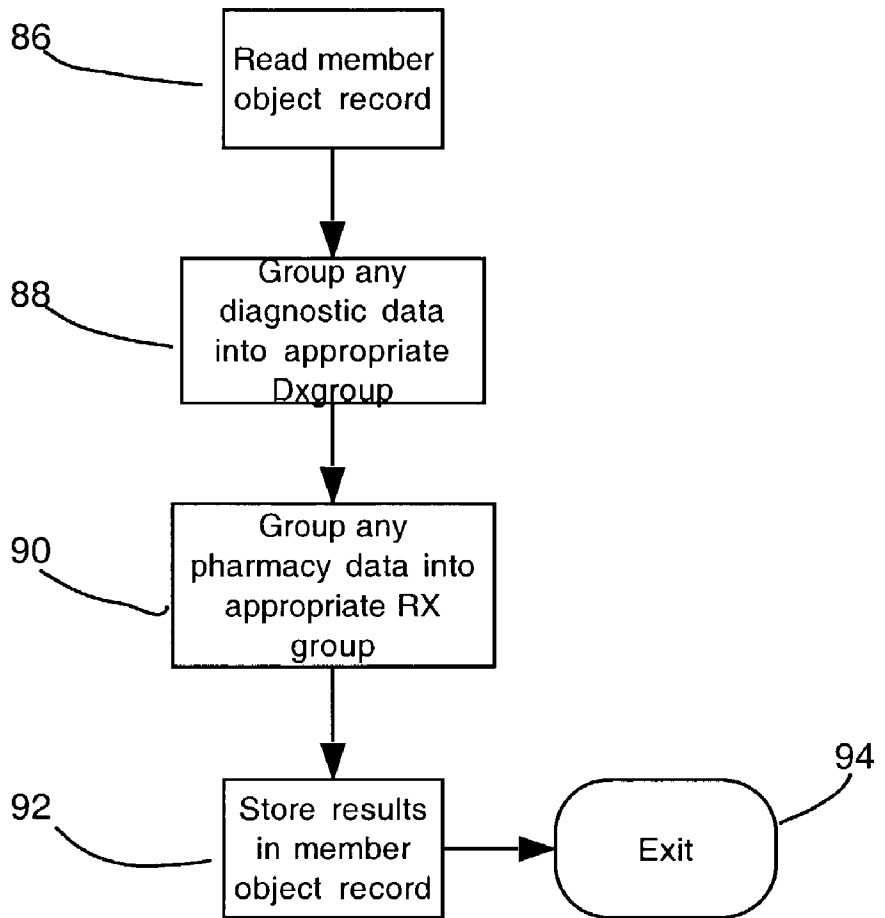 86
Read member
object record
88
Group any
diagnostic data
into appropriate
Dxgroup
90
Group any
pharmacy data into
appropriate RX
group
92
Store results
in member
object record
94
Exit